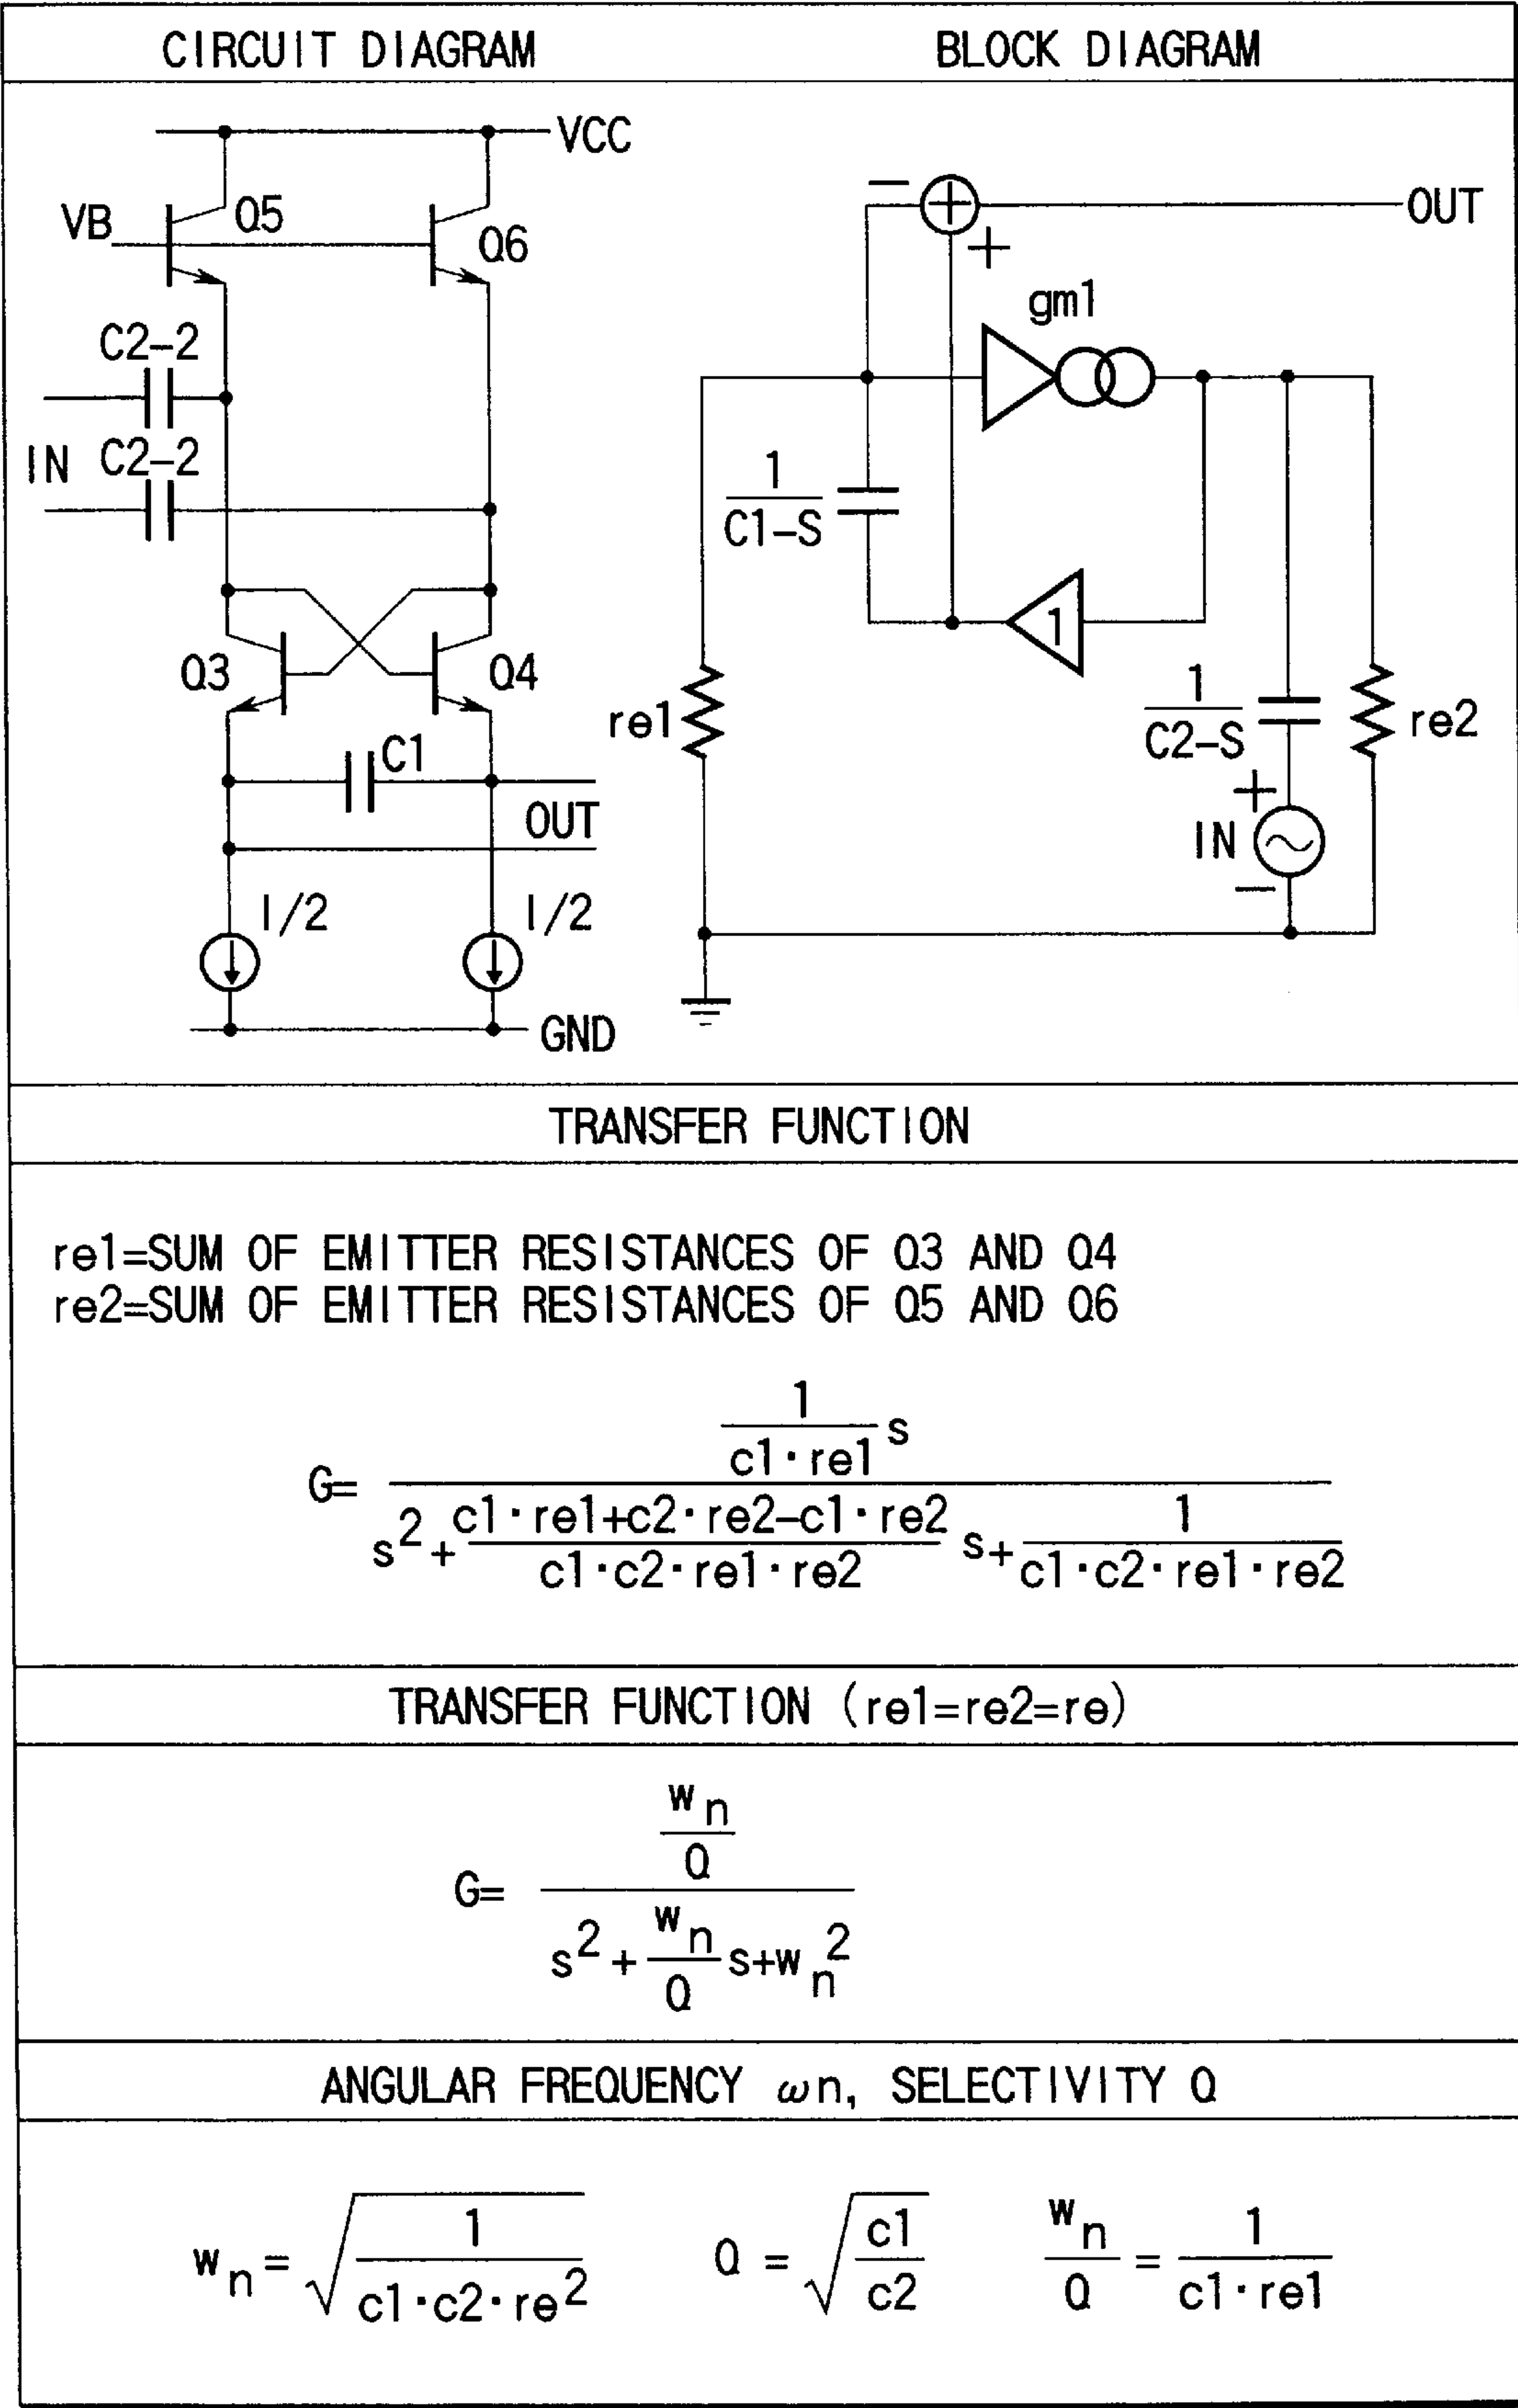 CIRCUIT DIAGRAM
BLOCK DIAGRAM
VCC
VB
Q5
Q6
C2-2
IN
C2-2
Q3
Q4
C1
OUT
I/2
I/2
GND
−
+
OUT
gm1
1
C1-S
1
re1
1
C2-S
re2
+
IN
−
TRANSFER FUNCTION
re1=SUM OF EMITTER RESISTANCES OF Q3 AND Q4
re2=SUM OF EMITTER RESISTANCES OF Q5 AND Q6
1
c1·re1 s
G=
s²+ c1·re1+c2·re2-c1·re2 s+ 1
c1·c2·re1·re2 c1·c2·re1·re2
TRANSFER FUNCTION (re1=re2=re)
wn
Q
G=
s²+ wn s+wn²
Q
ANGULAR FREQUENCY ωn, SELECTIVITY Q
wn = √ 1 Q = √ c1 wn = 1
c1·c2·re² c2 Q c1·re1